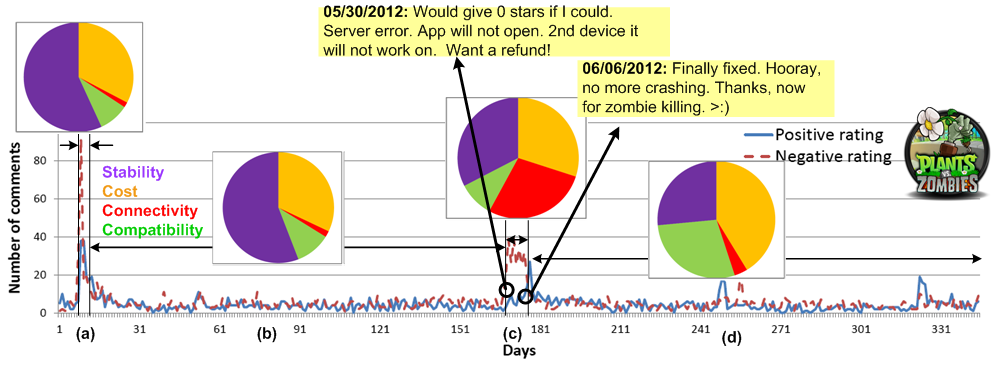 05/30/2012: Would give 0 stars if I could.
Server error. App will not open. 2nd device it
will not work on. Want a refund!
06/06/2012: Finally fixed. Hooray,
no more crashing. Thanks, now
for zombie killing. >:)
Positive rating
Negative rating
PLANTS
VS.
ZOMBIES
Stability
Cost
Connectivity
Compatibility
Number of comments
80
60
40
20
0
1
31
61
91
121
151
181
211
241
271
301
331
(a)
(b)
(c)
(d)
Days